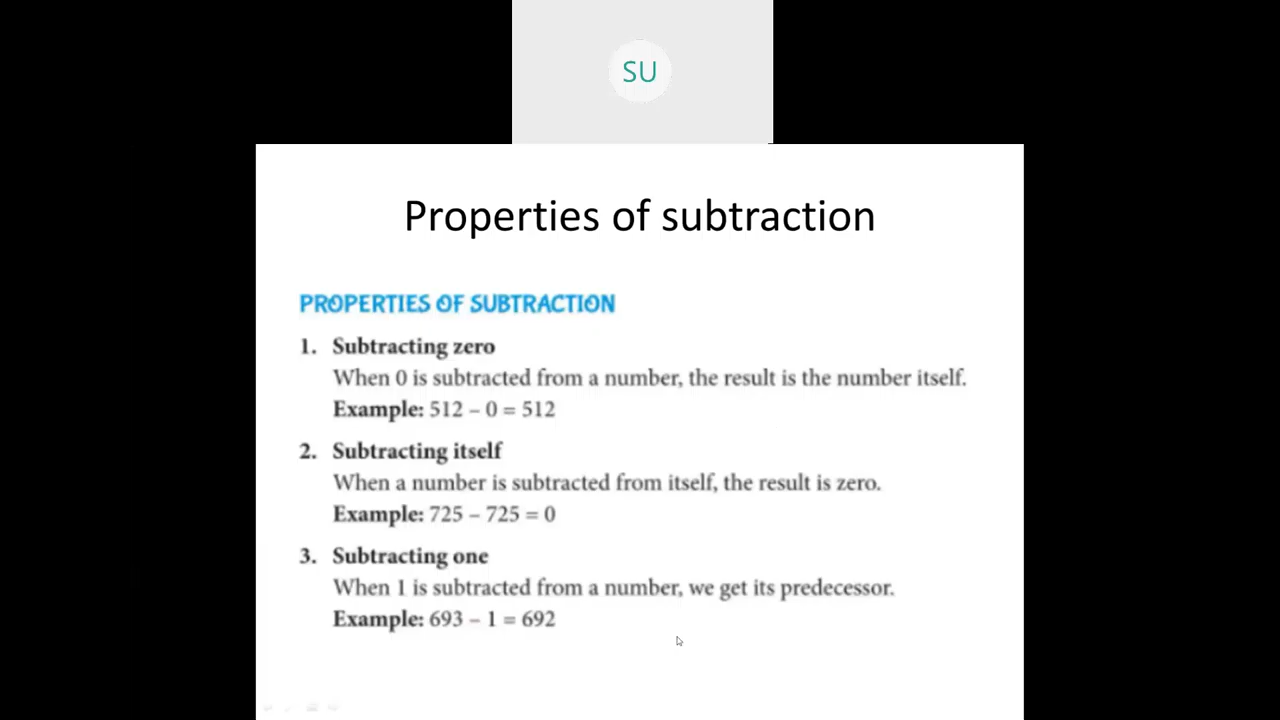 SU
Properties of subtraction
PROPERTIES OF SUBTRACTION
1. Subtracting zero
When 0 is subtracted from a number, the result is the number itself.
Example: 512 – 0 = 512
2. Subtracting itself
When a number is subtracted from itself, the result is zero.
Example: 725 – 725 = 0
3. Subtracting one
When 1 is subtracted from a number, we get its predecessor.
Example: 693 – 1 = 692